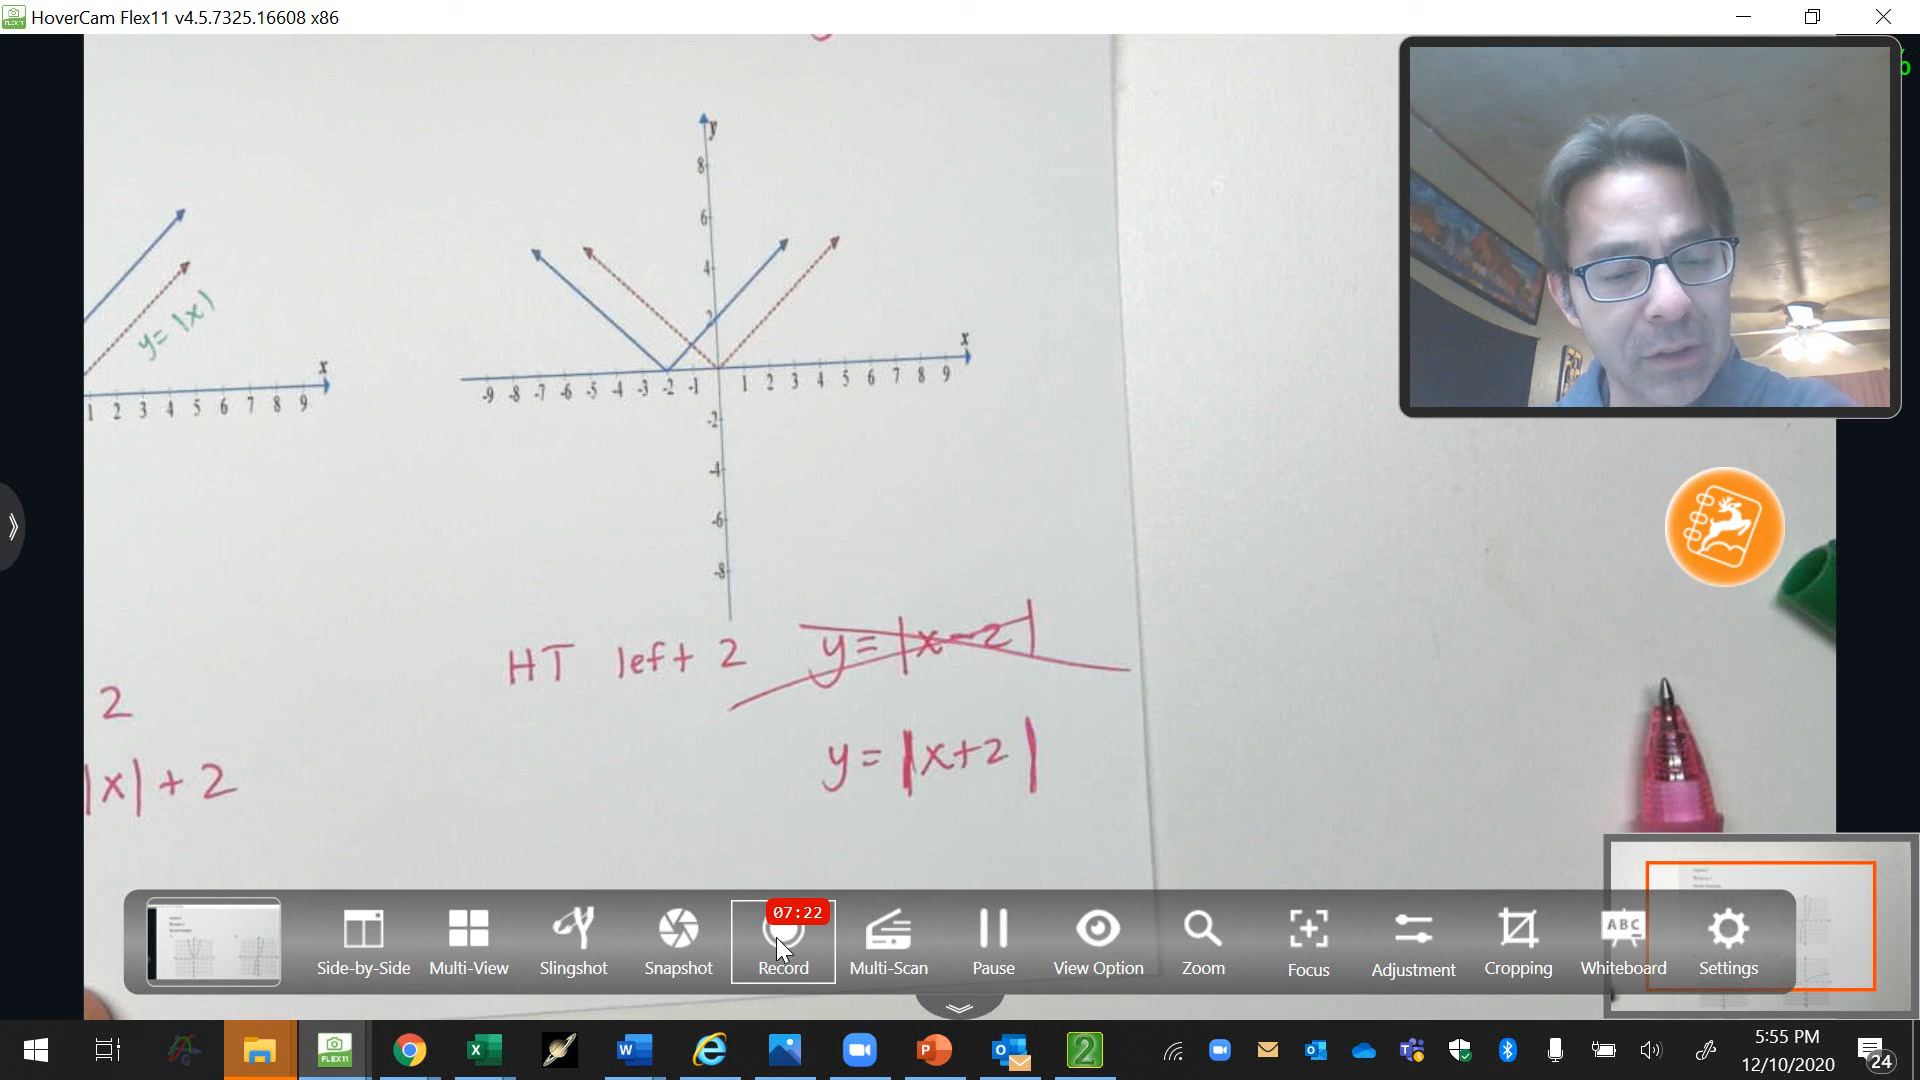 HoverCam Flex11 v4.5.7325.16608 x86
y
8
6
4
2
x
-9 -8 -7 -6 -5 -4 -3 -2 -1 1 2 3 4 5 6 7 8 9
-2
-4
-6
-8
y = |x|
x
1 2 3 4 5 6 7 8 9
HT left 2 y = |x-2|
y = |x+2|
2
|x| + 2
07:22
Side-by-Side Multi-View Slingshot Snapshot Record Multi-Scan Pause View Option Zoom Focus Adjustment Cropping Whiteboard Settings
ABC
FLEX11
5:55 PM
12/10/2020
24